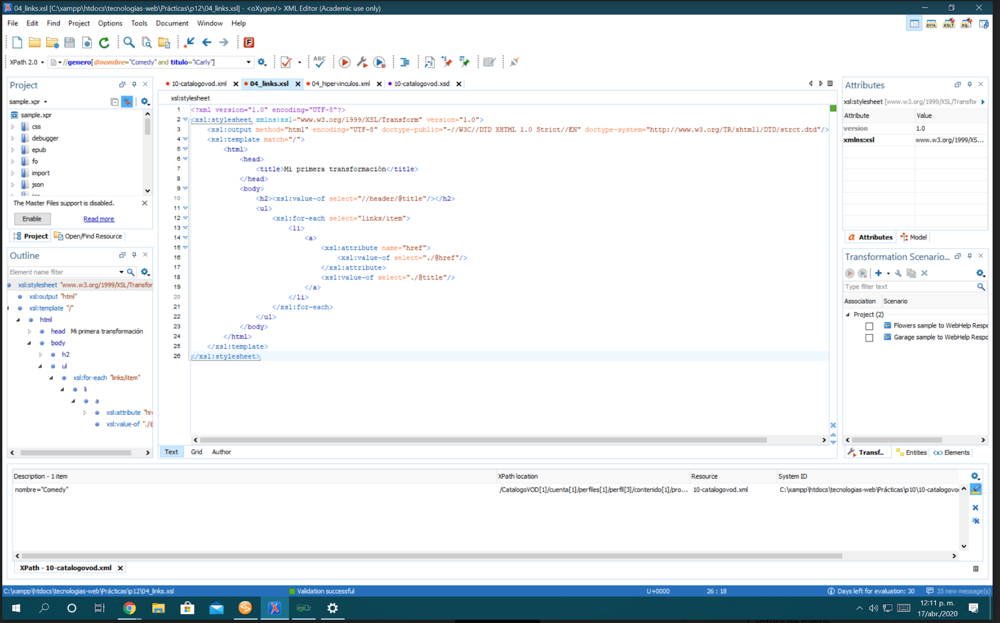 04_links.xsl [C:\xampp\htdocs\tecnologias-web\Prácticas\p12\04_links.xsl] - <oXygen/> XML Editor (Academic use only)
File Edit Find Project Options Tools Document Window Help
DITA XSLT XQ
XPath 2.0 //genero[@nombre="Comedy" and titulo="iCarly"] ABC
Project
sample.xpr
sample.xpr
css
debugger
epub
fo
import
json
The Master Files support is disabled.
Enable Read more
Project Open/Find Resource
Outline
Element name filter
xsl:stylesheet "www.w3.org/1999/XSL/Transfor
xsl:output "html"
xsl:template "/"
html
head Mi primera transformación
body
h2
ul
xsl:for-each "links/item"
li
a
xsl:attribute "hre
xsl:value-of "./@
10-catalogovod.xml 04_links.xsl 04_hipervinculos.xml 10-catalogovod.xsd
xsl:stylesheet
1 <?xml version="1.0" encoding="UTF-8"?>
2 <xsl:stylesheet xmlns:xsl="www.w3.org/1999/XSL/Transform" version="1.0">
3 <xsl:output method="html" encoding="UTF-8" doctype-public="-//W3C//DTD XHTML 1.0 Strict//EN" doctype-system="http://www.w3.org/TR/xhtml1/DTD/strct.dtd"/>
4 <xsl:template match="/">
5 <html>
6 <head>
7 <title>Mi primera transformación</title>
8 </head>
9 <body>
10 <h2><xsl:value-of select="//header/@title"/></h2>
11 <ul>
12 <xsl:for-each select="links/item">
13 <li>
14 <a>
15 <xsl:attribute name="href">
16 <xsl:value-of select="./@href"/>
17 </xsl:attribute>
18 <xsl:value-of select="./@title"/>
19 </a>
20 </li>
21 </xsl:for-each>
22 </ul>
23 </body>
24 </html>
25 </xsl:template>
26 </xsl:stylesheet>
Text Grid Author
Attributes
xsl:stylesheet [www.w3.org/1999/XSL/Transfor
Attribute Value
version 1.0
xmlns:xsl www.w3.org/1999/XS...
Attributes Model
Transformation Scenario...
Type filter text
Association Scenario
Project (2)
Flowers sample to WebHelp Respo
Garage sample to WebHelp Respo
Transf.. Entities Elements
Description - 1 item XPath location Resource System ID
nombre="Comedy" /CatalogoVOD[1]/cuenta[1]/perfiles[1]/perfil[3]/contenido[1]/pro... 10-catalogovod.xml C:\xampp\htdocs\tecnologias-web\Prácticas\p10\10-catalogovo
XPath - 10-catalogovod.xml
C:\xampp\htdocs\tecnologias-web\Prácticas\p12\04_links.xsl Validation successful U+0000 26 : 18 Days left for evaluation: 30 35 new message(s)
12:11 p. m.
17/abr./2020